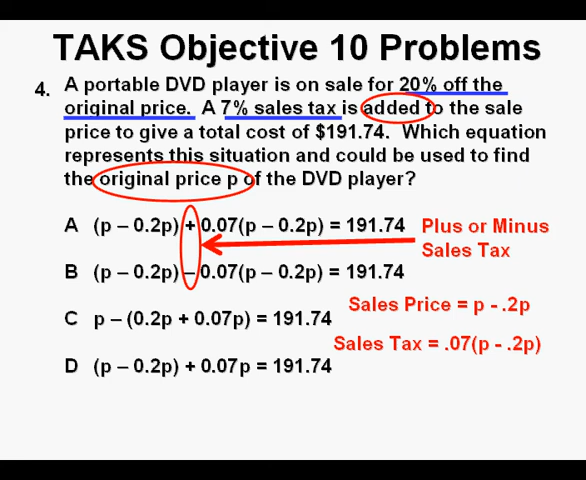 TAKS Objective 10 Problems
4. A portable DVD player is on sale for 20% off the
original price. A 7% sales tax is added to the sale
price to give a total cost of $191.74. Which equation
represents this situation and could be used to find
the original price p of the DVD player?
A (p – 0.2p) + 0.07(p – 0.2p) = 191.74
Plus or Minus
Sales Tax
B (p – 0.2p) – 0.07(p – 0.2p) = 191.74
Sales Price = p - .2p
C p – (0.2p + 0.07p) = 191.74
Sales Tax = .07(p - .2p)
D (p – 0.2p) + 0.07p = 191.74